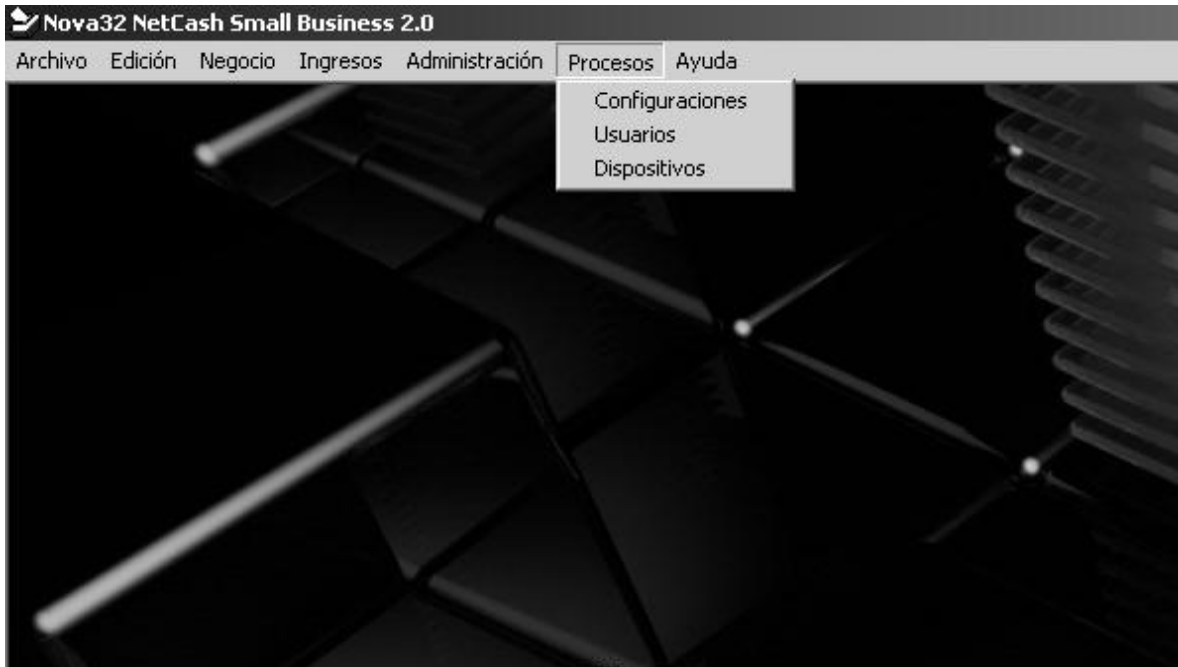 Nova32 NetCash Small Business 2.0
Archivo Edición Negocio Ingresos Administración Procesos Ayuda
Configuraciones
Usuarios
Dispositivos